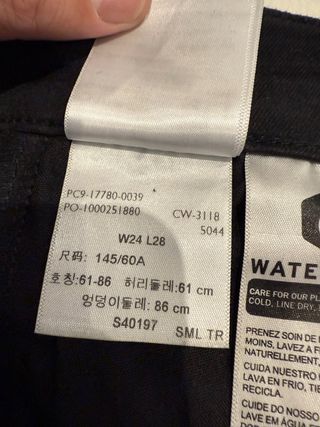 PC9-17780-0039
PO-1000251880 CW-3118
5044
W24 L28
尺码: 145/60A
호칭:61-86 허리둘레:61 cm
엉덩이둘레: 86 cm
S40197 SML TR
WATE
CARE FOR OUR PL
COLD, LINE DRY,
PRENEZ SOIN DE
MOINS, LAVEZ À F
NATURELLEMENT,
CUIDA NUESTRO
LAVA EN FRIO, TIE
RECICLA.
CUIDE DO NOSSO
LAVE EM ÁGUA F